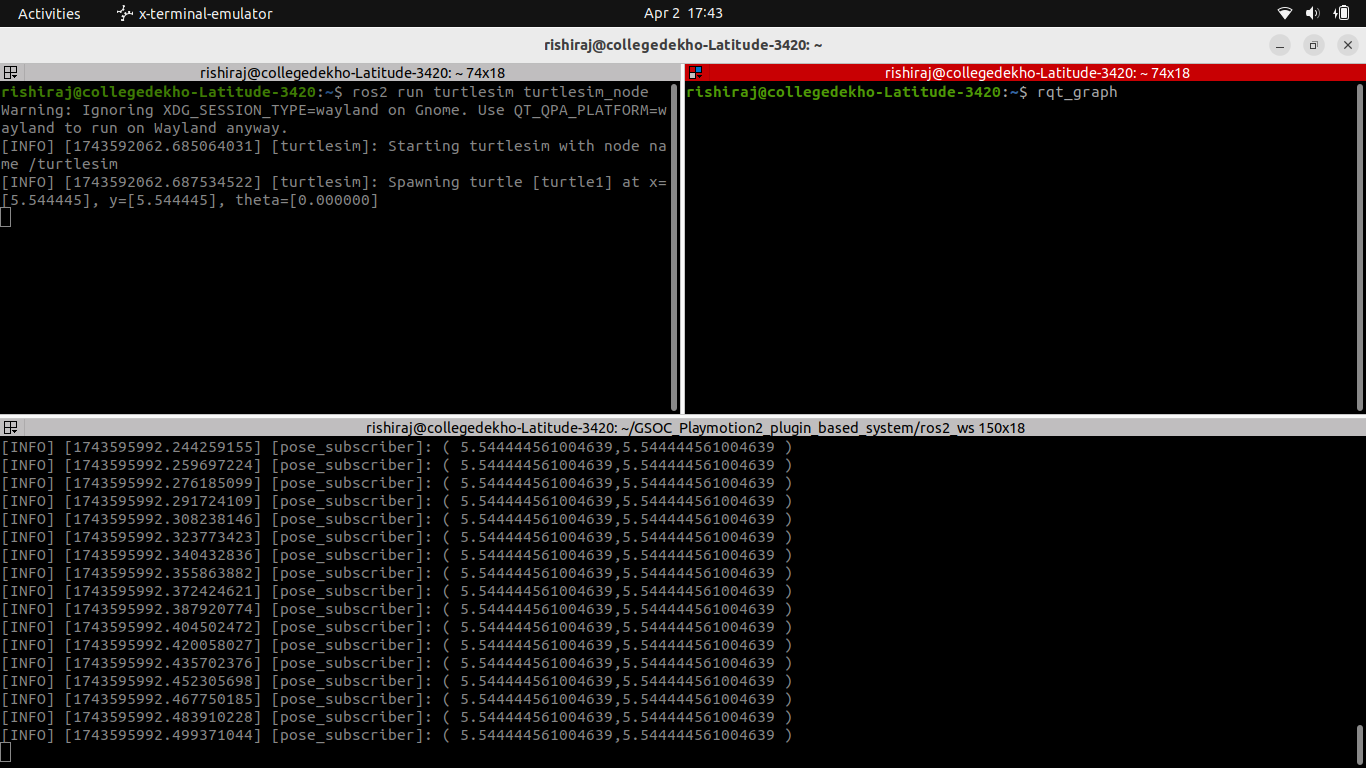 Activities
x-terminal-emulator
Apr 2 17:43
rishiraj@collegedekho-Latitude-3420: ~
rishiraj@collegedekho-Latitude-3420: ~ 74x18
rishiraj@collegedekho-Latitude-3420:~$ ros2 run turtlesim turtlesim_node
Warning: Ignoring XDG_SESSION_TYPE=wayland on Gnome. Use QT_QPA_PLATFORM=w
ayland to run on Wayland anyway.
[INFO] [1743592062.685064031] [turtlesim]: Starting turtlesim with node na
me /turtlesim
[INFO] [1743592062.687534522] [turtlesim]: Spawning turtle [turtle1] at x=
[5.544445], y=[5.544445], theta=[0.000000]
rishiraj@collegedekho-Latitude-3420: ~ 74x18
rishiraj@collegedekho-Latitude-3420:~$ rqt_graph
rishiraj@collegedekho-Latitude-3420: ~/GSOC_Playmotion2_plugin_based_system/ros2_ws 150x18
[INFO] [1743595992.244259155] [pose_subscriber]: ( 5.544444561004639,5.544444561004639 )
[INFO] [1743595992.259697224] [pose_subscriber]: ( 5.544444561004639,5.544444561004639 )
[INFO] [1743595992.276185099] [pose_subscriber]: ( 5.544444561004639,5.544444561004639 )
[INFO] [1743595992.291724109] [pose_subscriber]: ( 5.544444561004639,5.544444561004639 )
[INFO] [1743595992.308238146] [pose_subscriber]: ( 5.544444561004639,5.544444561004639 )
[INFO] [1743595992.323773423] [pose_subscriber]: ( 5.544444561004639,5.544444561004639 )
[INFO] [1743595992.340432836] [pose_subscriber]: ( 5.544444561004639,5.544444561004639 )
[INFO] [1743595992.355863882] [pose_subscriber]: ( 5.544444561004639,5.544444561004639 )
[INFO] [1743595992.372424621] [pose_subscriber]: ( 5.544444561004639,5.544444561004639 )
[INFO] [1743595992.387920774] [pose_subscriber]: ( 5.544444561004639,5.544444561004639 )
[INFO] [1743595992.404502472] [pose_subscriber]: ( 5.544444561004639,5.544444561004639 )
[INFO] [1743595992.420058027] [pose_subscriber]: ( 5.544444561004639,5.544444561004639 )
[INFO] [1743595992.435702376] [pose_subscriber]: ( 5.544444561004639,5.544444561004639 )
[INFO] [1743595992.452305698] [pose_subscriber]: ( 5.544444561004639,5.544444561004639 )
[INFO] [1743595992.467750185] [pose_subscriber]: ( 5.544444561004639,5.544444561004639 )
[INFO] [1743595992.483910228] [pose_subscriber]: ( 5.544444561004639,5.544444561004639 )
[INFO] [1743595992.499371044] [pose_subscriber]: ( 5.544444561004639,5.544444561004639 )